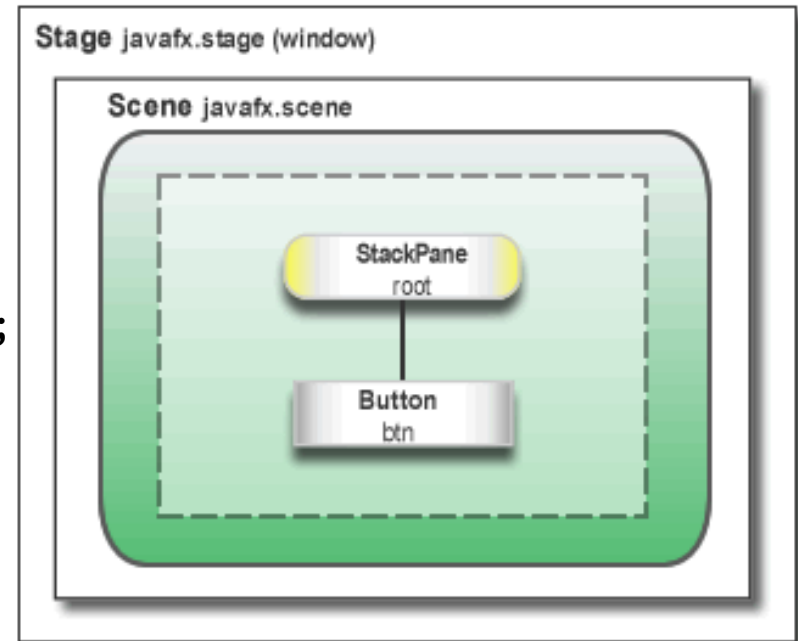 Stage javafx.stage (window)
Scene javafx.scene
StackPane
root
;
Button
btn